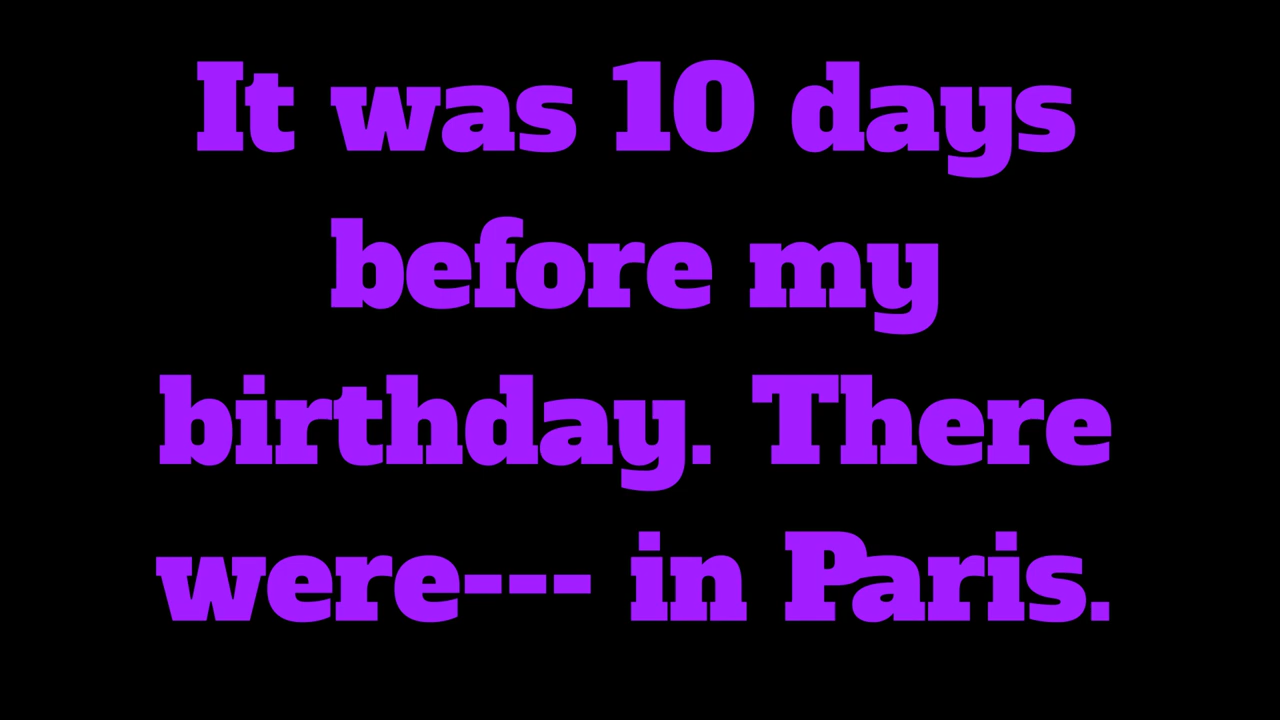 It was 10 days
before my
birthday. There
were--- in Paris.